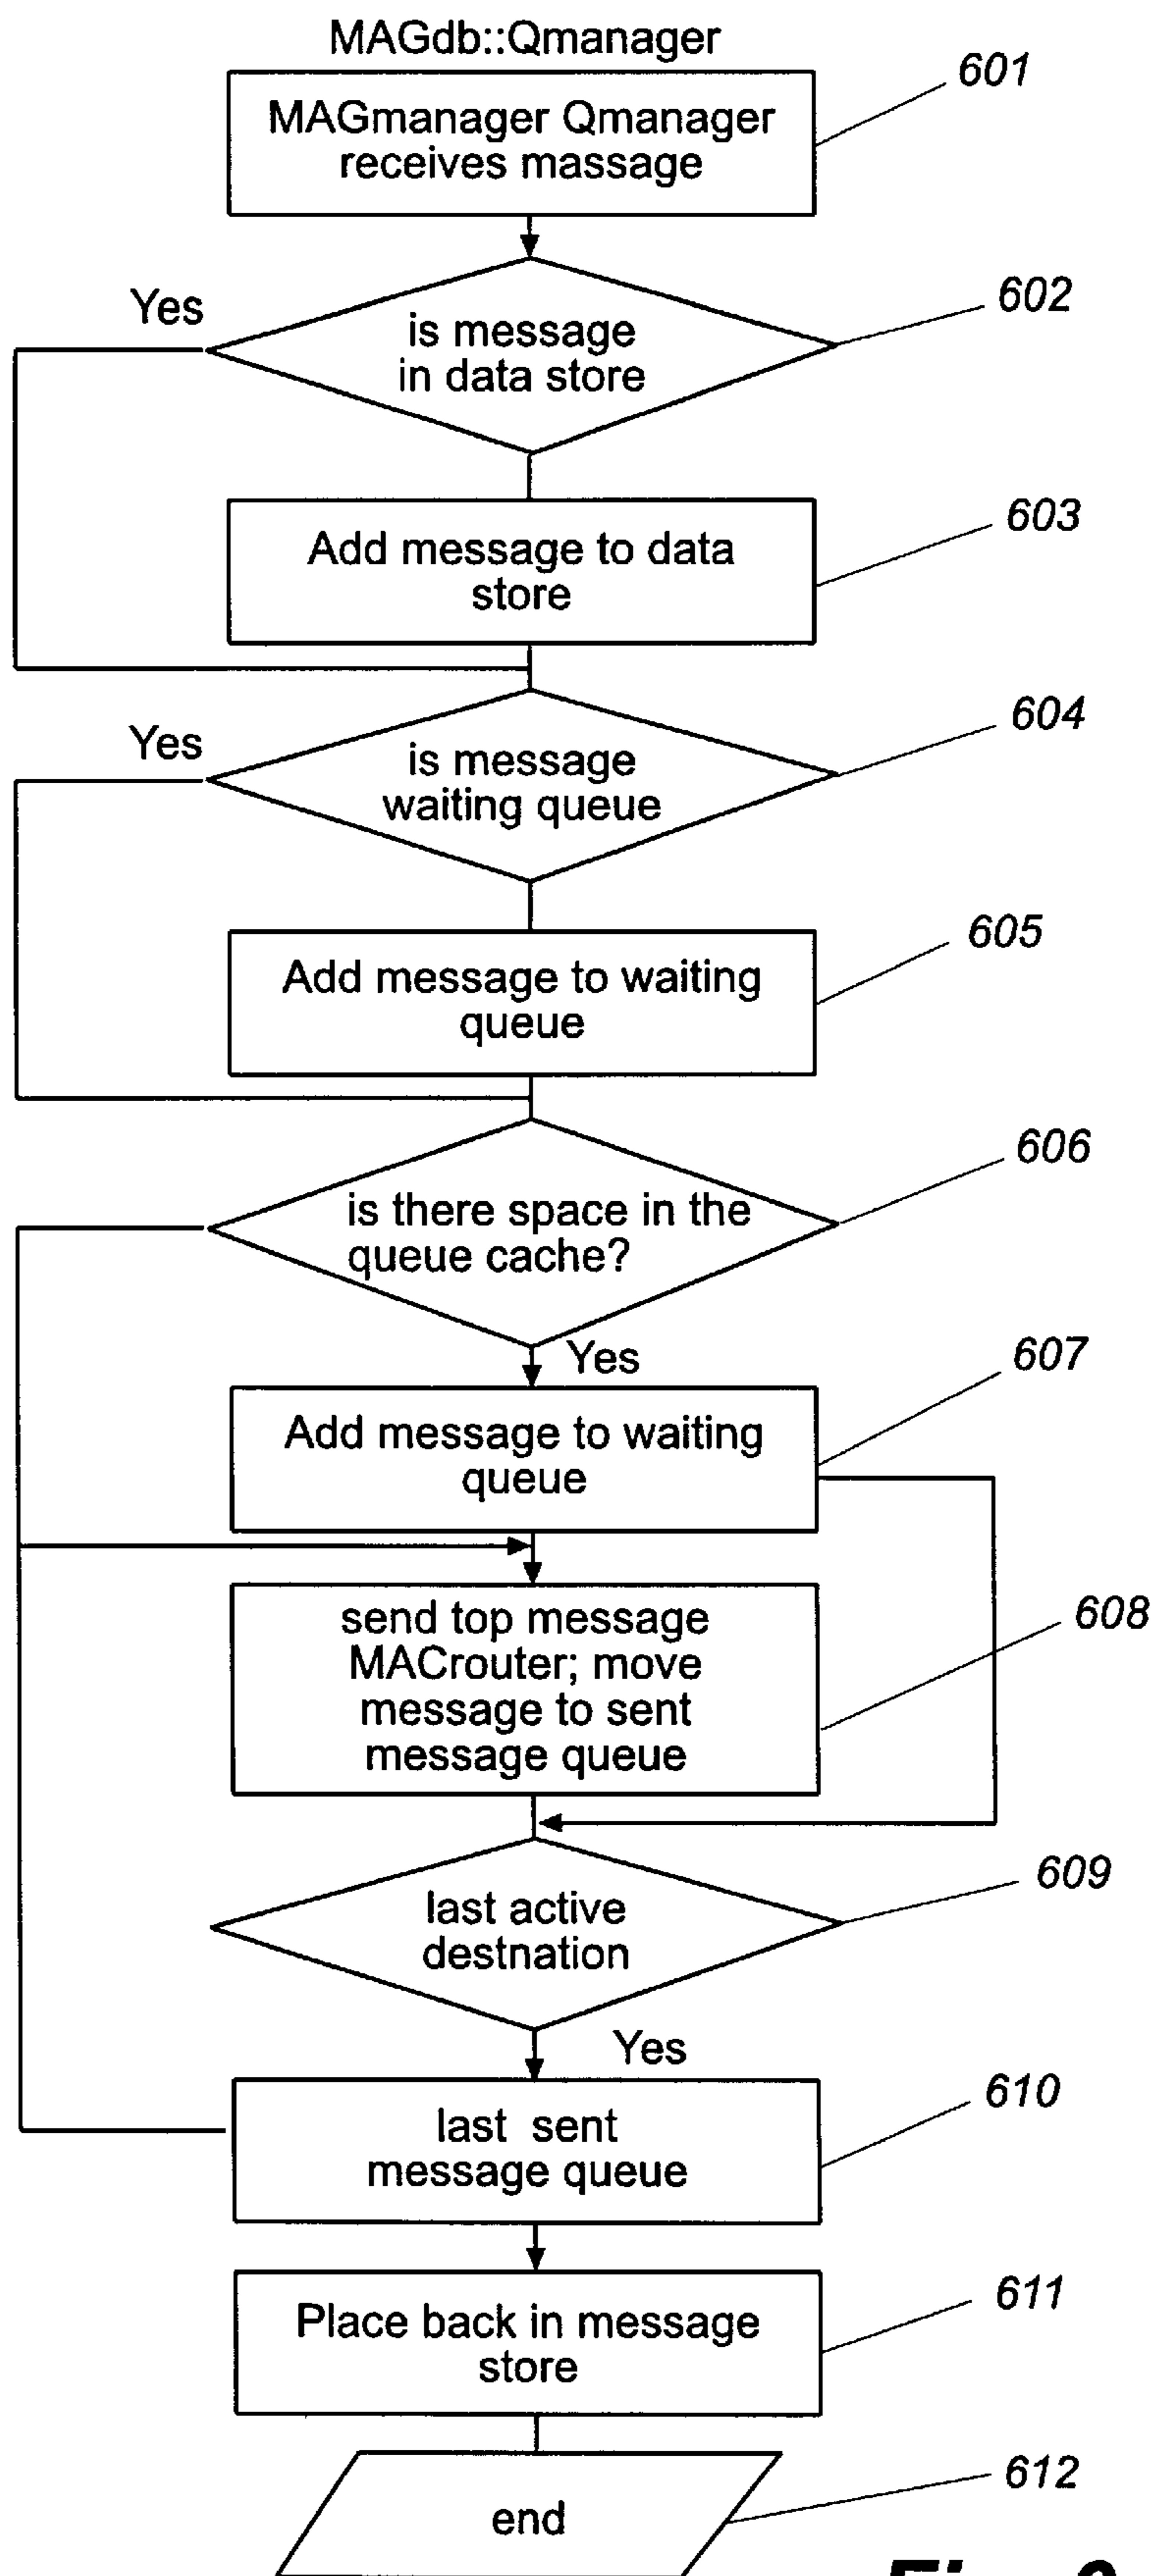 MAGdb::Qmanager
601
MAGmanager Qmanager
receives massage
Yes
602
is message
in data store
603
Add message to data
store
604
Yes
is message
waiting queue
605
Add message to waiting
queue
606
is there space in the
queue cache?
Yes
607
Add message to waiting
queue
608
send top message
MACrouter; move
message to sent
message queue
609
last active
destnation
Yes
610
last sent
message queue
611
Place back in message
store
612
end